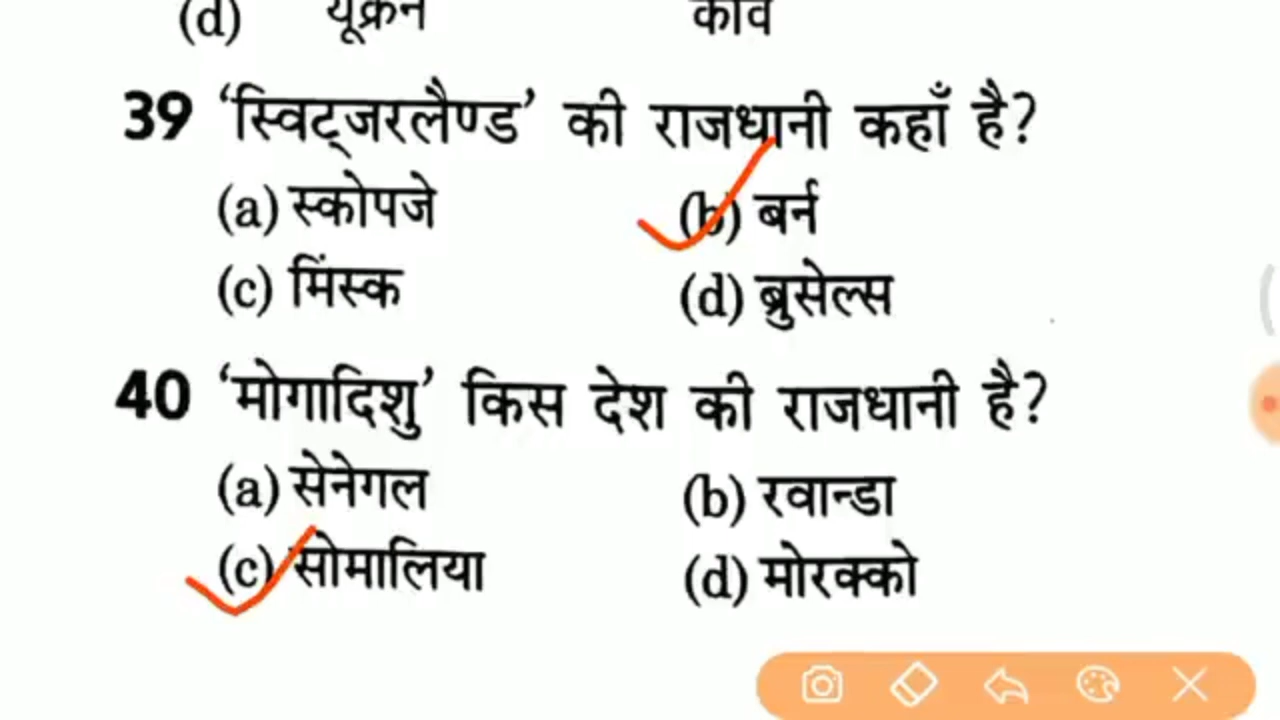 (d) यूक्रेन कीव
39 ‘स्विट्जरलैण्ड’ की राजधानी कहाँ है?
(a) स्कोपजे (b) बर्न
(c) मिंस्क (d) ब्रुसेल्स
40 ‘मोगादिशु’ किस देश की राजधानी है?
(a) सेनेगल (b) रवान्डा
(c) सोमालिया (d) मोरक्को